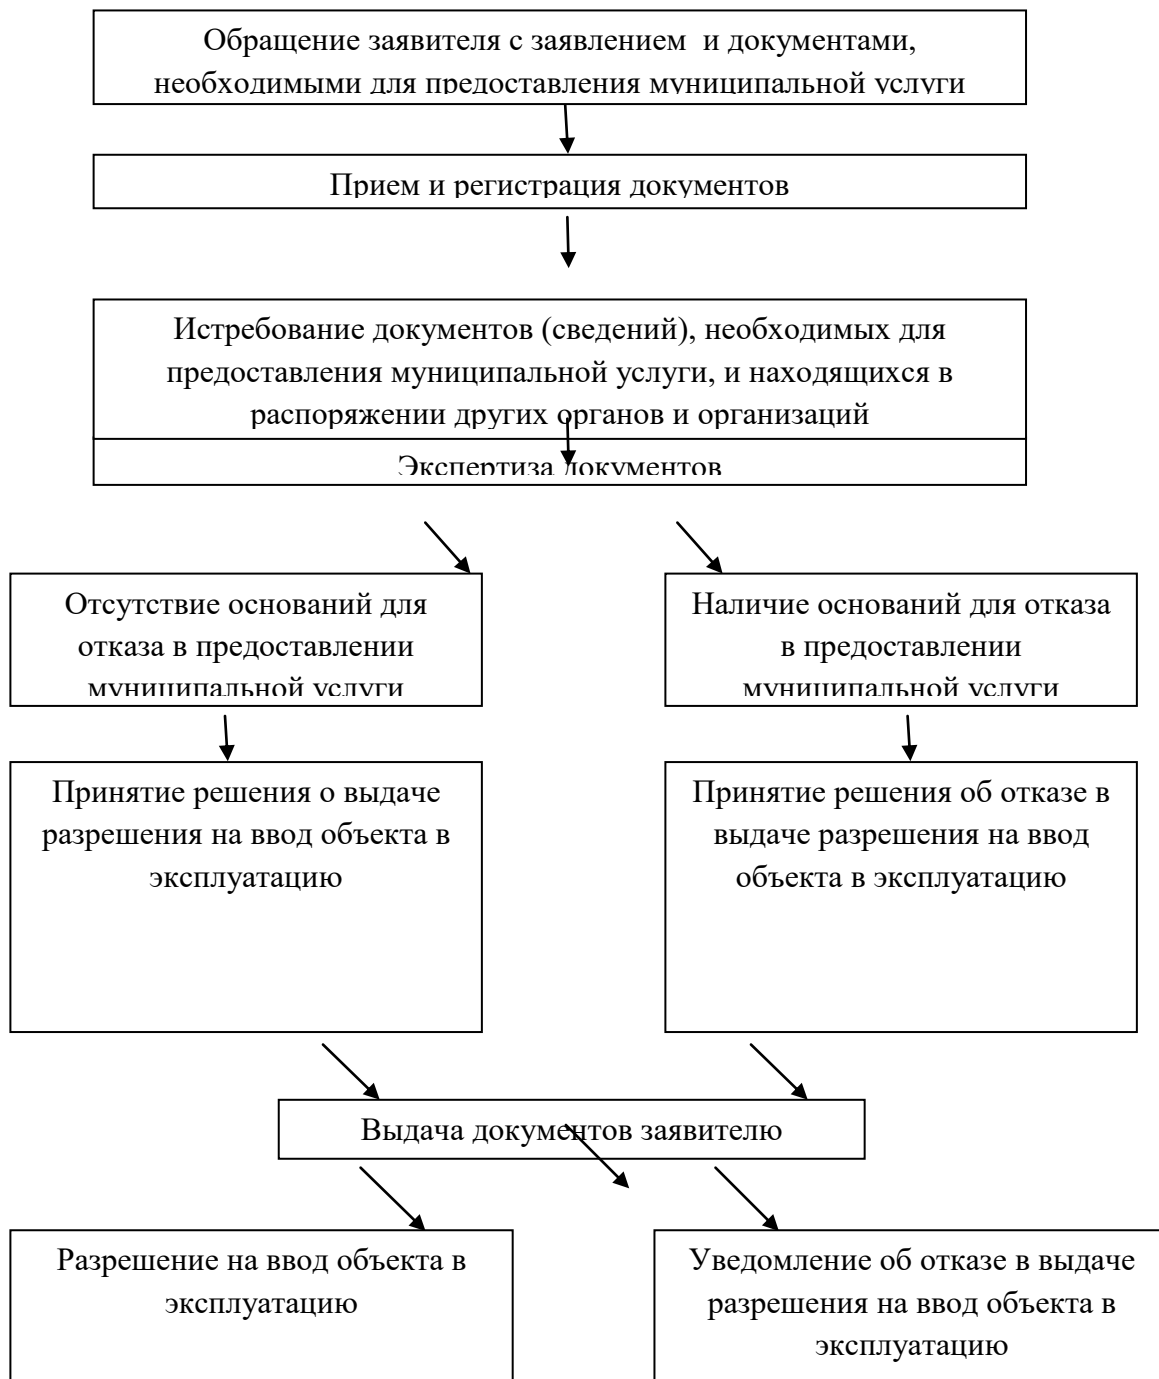 Обращение заявителя с заявлением и документами,
необходимыми для предоставления муниципальной услуги
Прием и регистрация документов
Истребование документов (сведений), необходимых для
предоставления муниципальной услуги, и находящихся в
распоряжении других органов и организаций
Экспертиза документов
Отсутствие оснований для
отказа в предоставлении
муниципальной услуги
Наличие оснований для отказа
в предоставлении
муниципальной услуги
Принятие решения о выдаче
разрешения на ввод объекта в
эксплуатацию
Принятие решения об отказе в
выдаче разрешения на ввод
объекта в эксплуатацию
Выдача документов заявителю
Разрешение на ввод объекта в
эксплуатацию
Уведомление об отказе в выдаче
разрешения на ввод объекта в
эксплуатацию